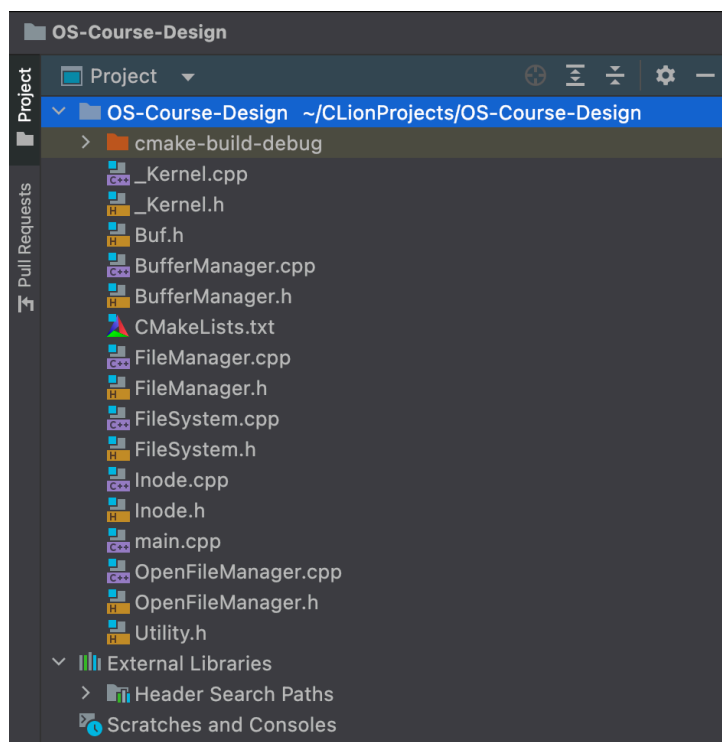 OS-Course-Design
Project
Project
Pull Requests
OS-Course-Design ~/CLionProjects/OS-Course-Design
cmake-build-debug
C++ _Kernel.cpp
H _Kernel.h
H Buf.h
C++ BufferManager.cpp
H BufferManager.h
CMakeLists.txt
C++ FileManager.cpp
H FileManager.h
C++ FileSystem.cpp
H FileSystem.h
C++ Inode.cpp
H Inode.h
C++ main.cpp
C++ OpenFileManager.cpp
H OpenFileManager.h
H Utility.h
External Libraries
Header Search Paths
Scratches and Consoles